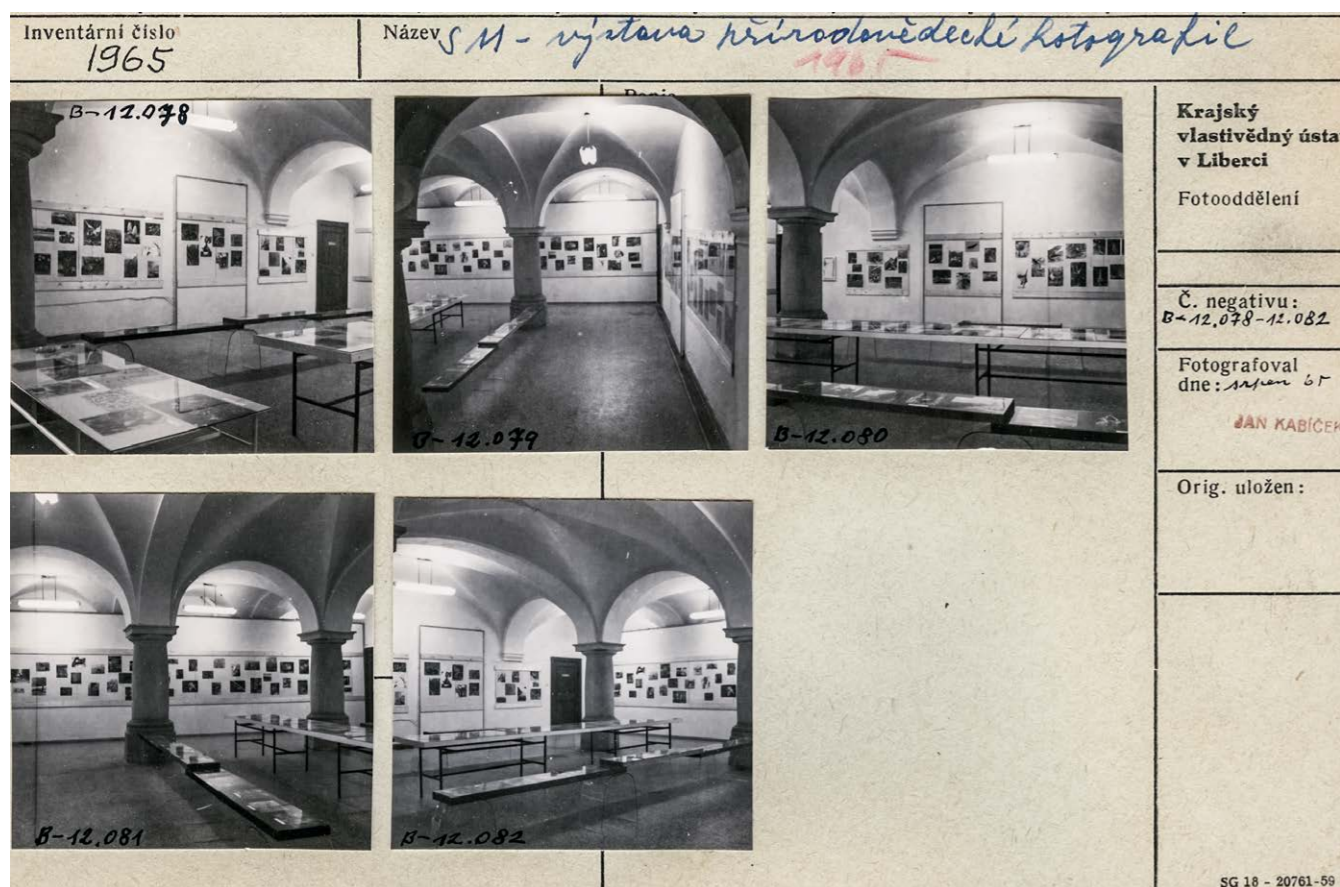 Inventární číslo
1965
Název SM - výstava přírodovědecké fotografie
1965
Popis
B-12.078
B-12.079
B-12.080
B-12.081
B-12.082
Krajský
vlastivědný ústa
v Liberci
Fotooddělení
Č. negativu:
B-12.078-12.082
Fotografoval
dne: srpen 65
JAN KABÍČEK
Orig. uložen:
SG 18 - 20761-59